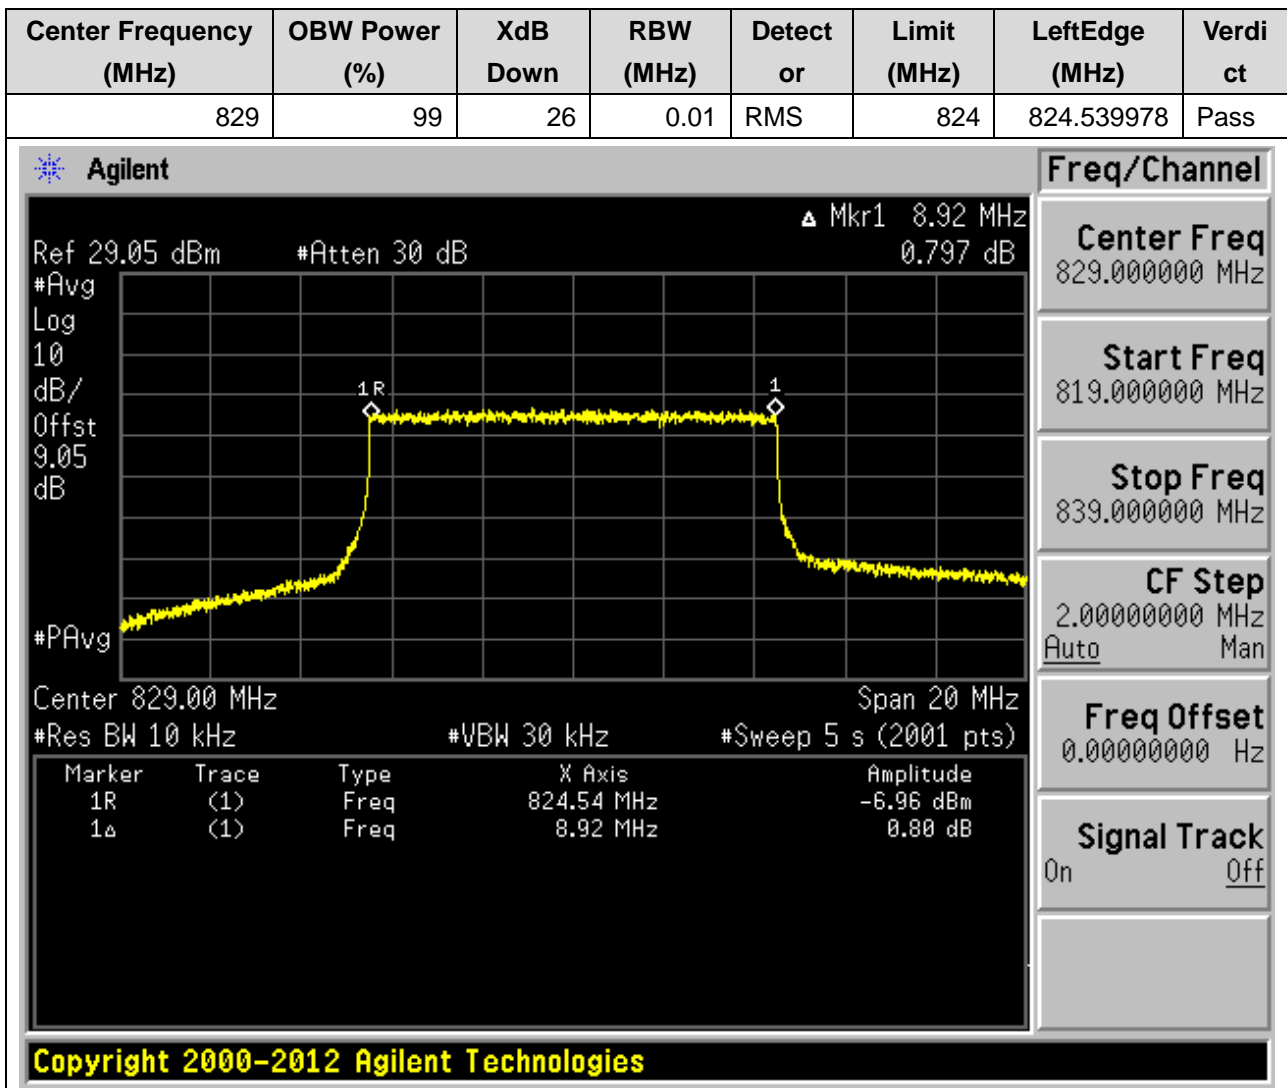 Center Frequency (MHz) OBW Power (%) XdB Down RBW (MHz) Detect or Limit (MHz) LeftEdge (MHz) Verdi ct
829 99 26 0.01 RMS 824 824.539978 Pass
Agilent
Freq/Channel
Δ Mkr1 8.92 MHz
Ref 29.05 dBm #Atten 30 dB 0.797 dB
#Avg
Log
10
dB/
Offst
9.05
dB
#PAvg
1R
1
Center 829.00 MHz Span 20 MHz
#Res BW 10 kHz #VBW 30 kHz #Sweep 5 s (2001 pts)
Marker Trace Type X Axis Amplitude
1R (1) Freq 824.54 MHz -6.96 dBm
1Δ (1) Freq 8.92 MHz 0.80 dB
Center Freq
829.000000 MHz
Start Freq
819.000000 MHz
Stop Freq
839.000000 MHz
CF Step
2.00000000 MHz
Auto Man
Freq Offset
0.00000000 Hz
Signal Track
On Off
Copyright 2000-2012 Agilent Technologies